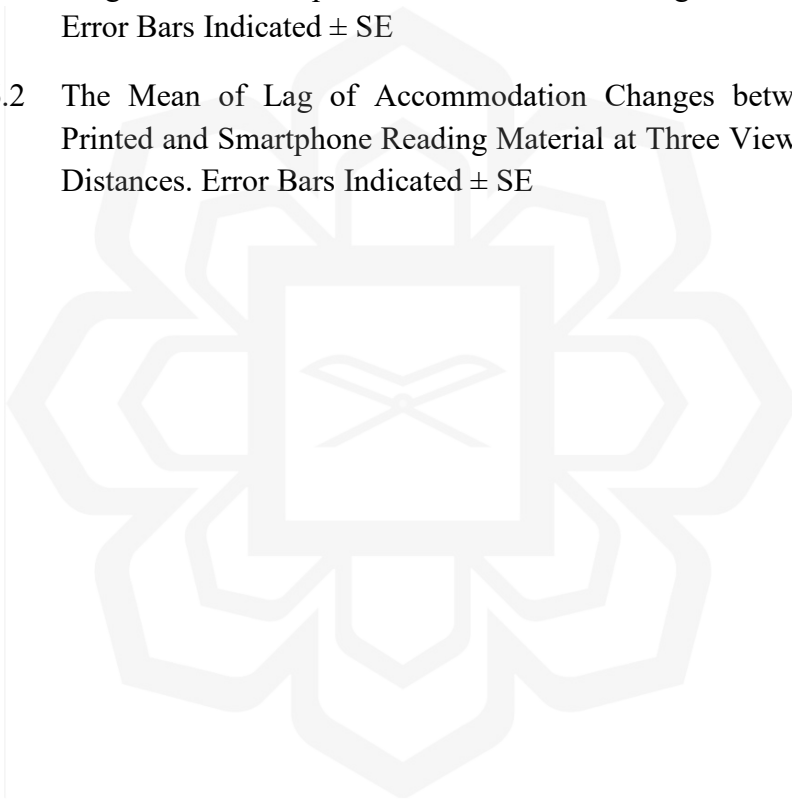 Error Bars Indicated ± SE
.2 The Mean of Lag of Accommodation Changes betw
Printed and Smartphone Reading Material at Three View
Distances. Error Bars Indicated ± SE